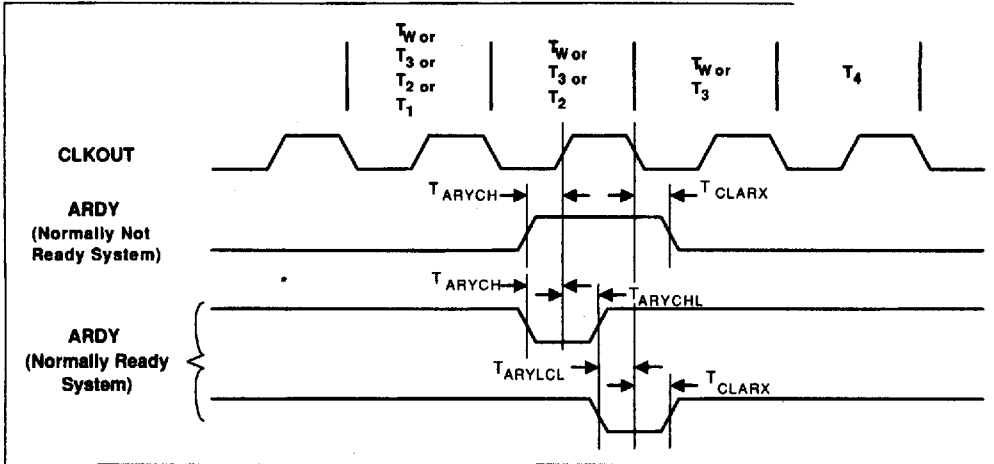 TW or
T3 or
T2 or
T1
TW or
T3 or
T2
TW or
T3
T4
CLKOUT
TARYCH
TCLARX
ARDY
(Normally Not
Ready System)
TARYCH
TARYCHL
ARDY
(Normally Ready
System)
TARYLCL
TCLARX